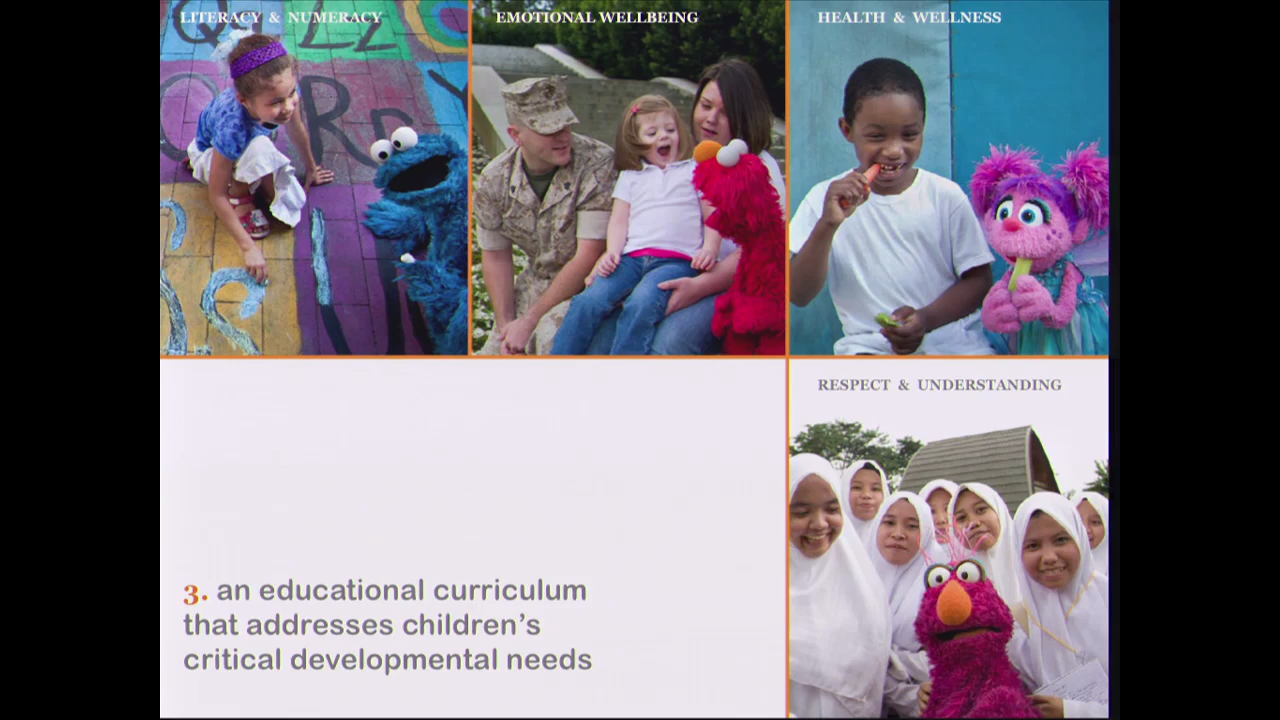 LITERACY & NUMERACY
EMOTIONAL WELLBEING
HEALTH & WELLNESS
RESPECT & UNDERSTANDING
3. an educational curriculum
that addresses children's
critical developmental needs